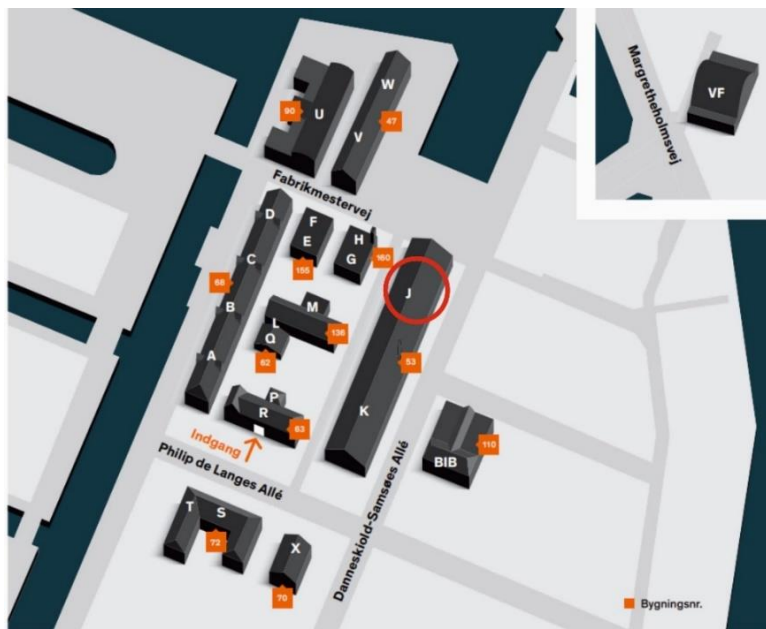 Margretheholmsvej
VF
W
U
90
V
47
Fabrikmestervej
D
F
E
155
H
G
160
C
68
B
A
J
M
L
Q
136
62
53
P
R
63
K
Indgang
Philip de Langes Allé
BIB
110
T
S
72
X
70
Danneskiold-Samsøes Allé
Bygningsnr.